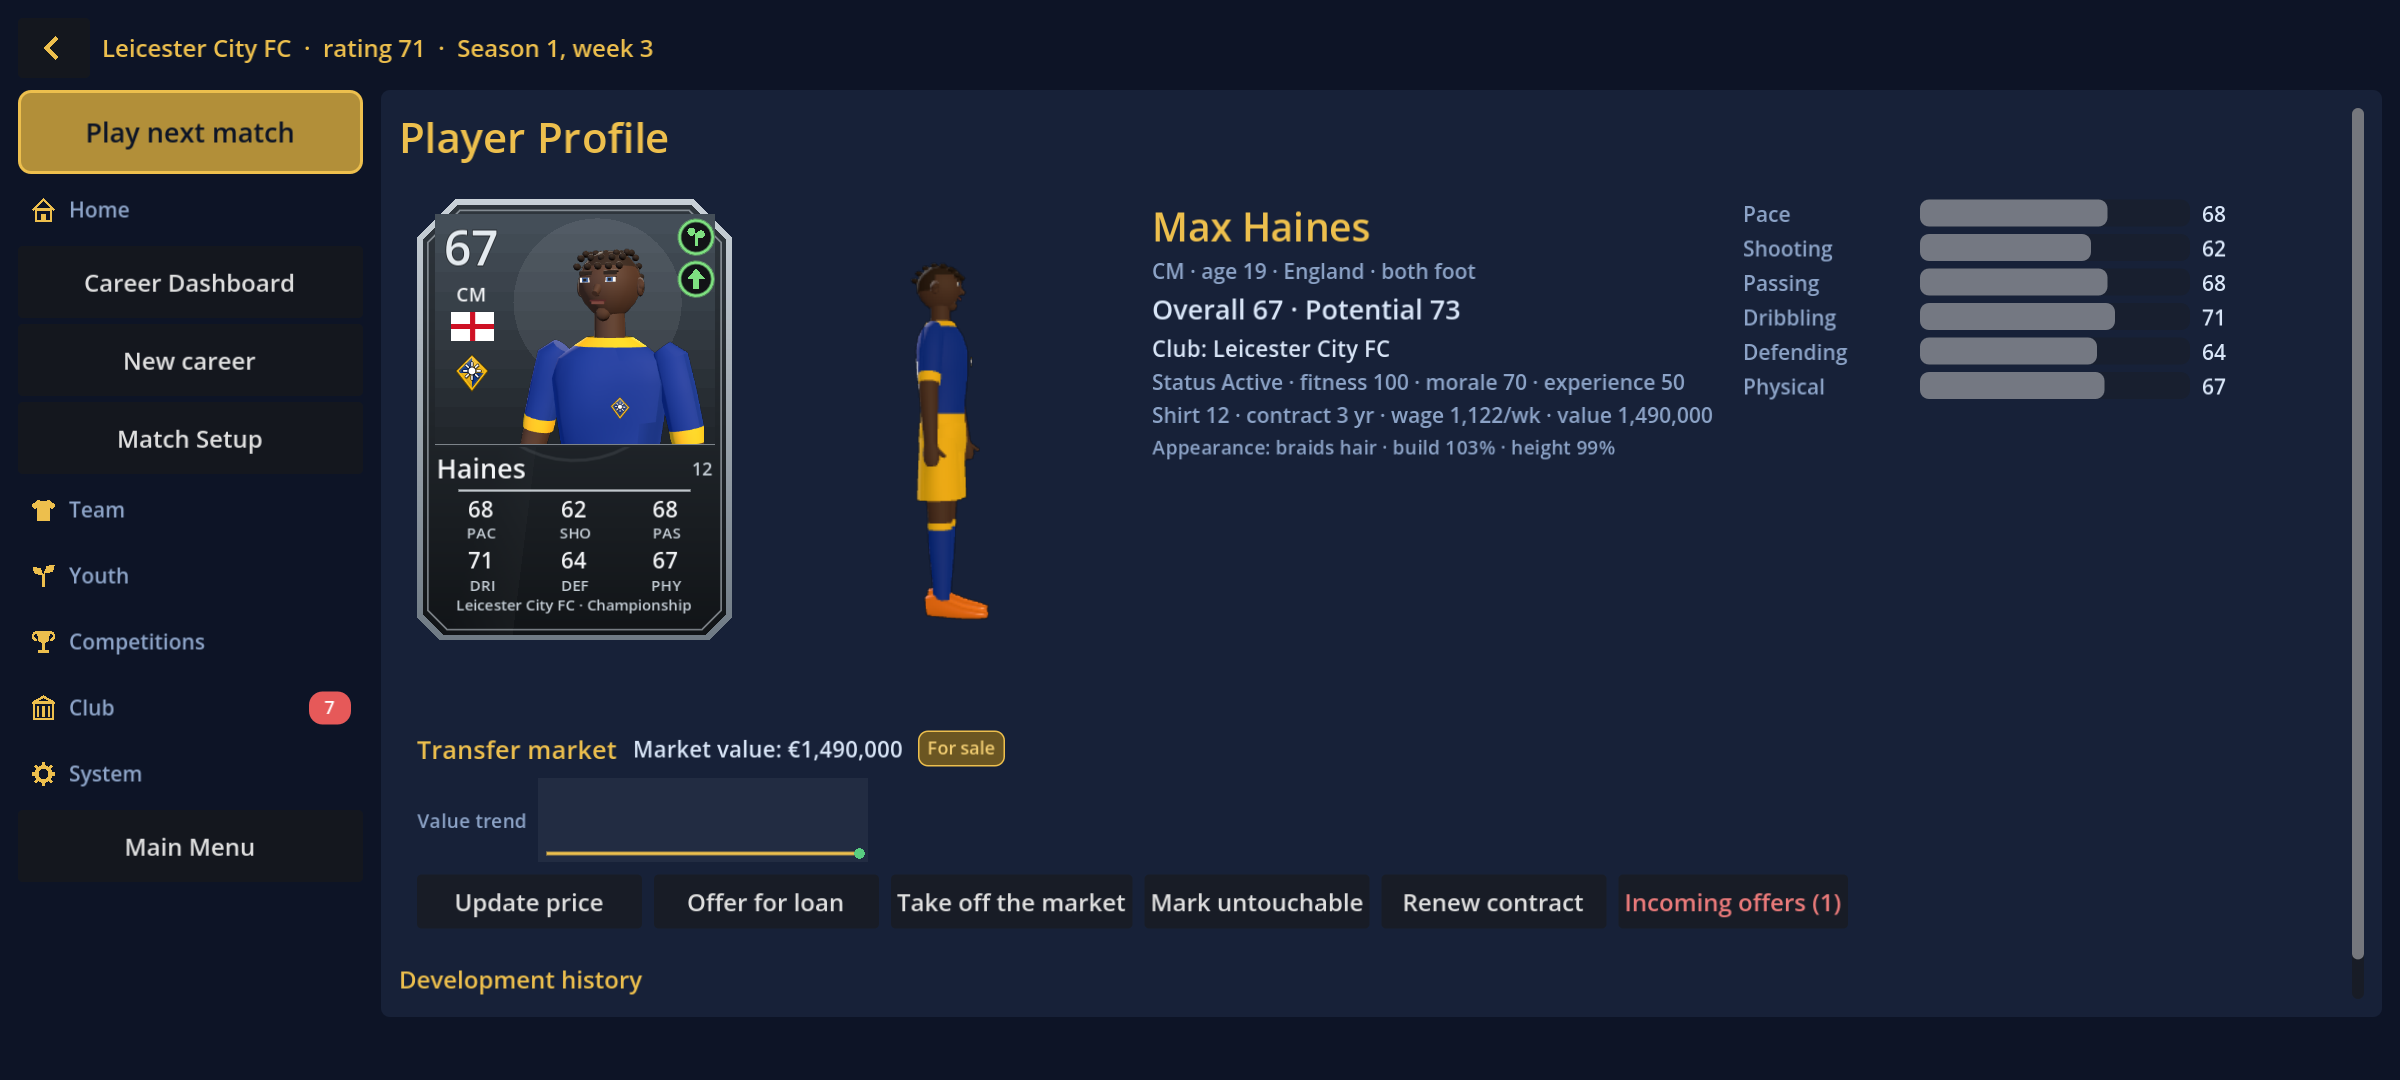 Leicester City FC · rating 71 · Season 1, week 3
Play next match
Home
Career Dashboard
New career
Match Setup
Team
Youth
Competitions
Club 7
System
Main Menu
Player Profile
67
CM
Haines 12
68 62 68
PAC SHO PAS
71 64 67
DRI DEF PHY
Leicester City FC · Championship
Max Haines
CM · age 19 · England · both foot
Overall 67 · Potential 73
Club: Leicester City FC
Status Active · fitness 100 · morale 70 · experience 50
Shirt 12 · contract 3 yr · wage 1,122/wk · value 1,490,000
Appearance: braids hair · build 103% · height 99%
Pace 68
Shooting 62
Passing 68
Dribbling 71
Defending 64
Physical 67
Transfer market Market value: €1,490,000 For sale
Value trend
Update price Offer for loan Take off the market Mark untouchable Renew contract Incoming offers (1)
Development history